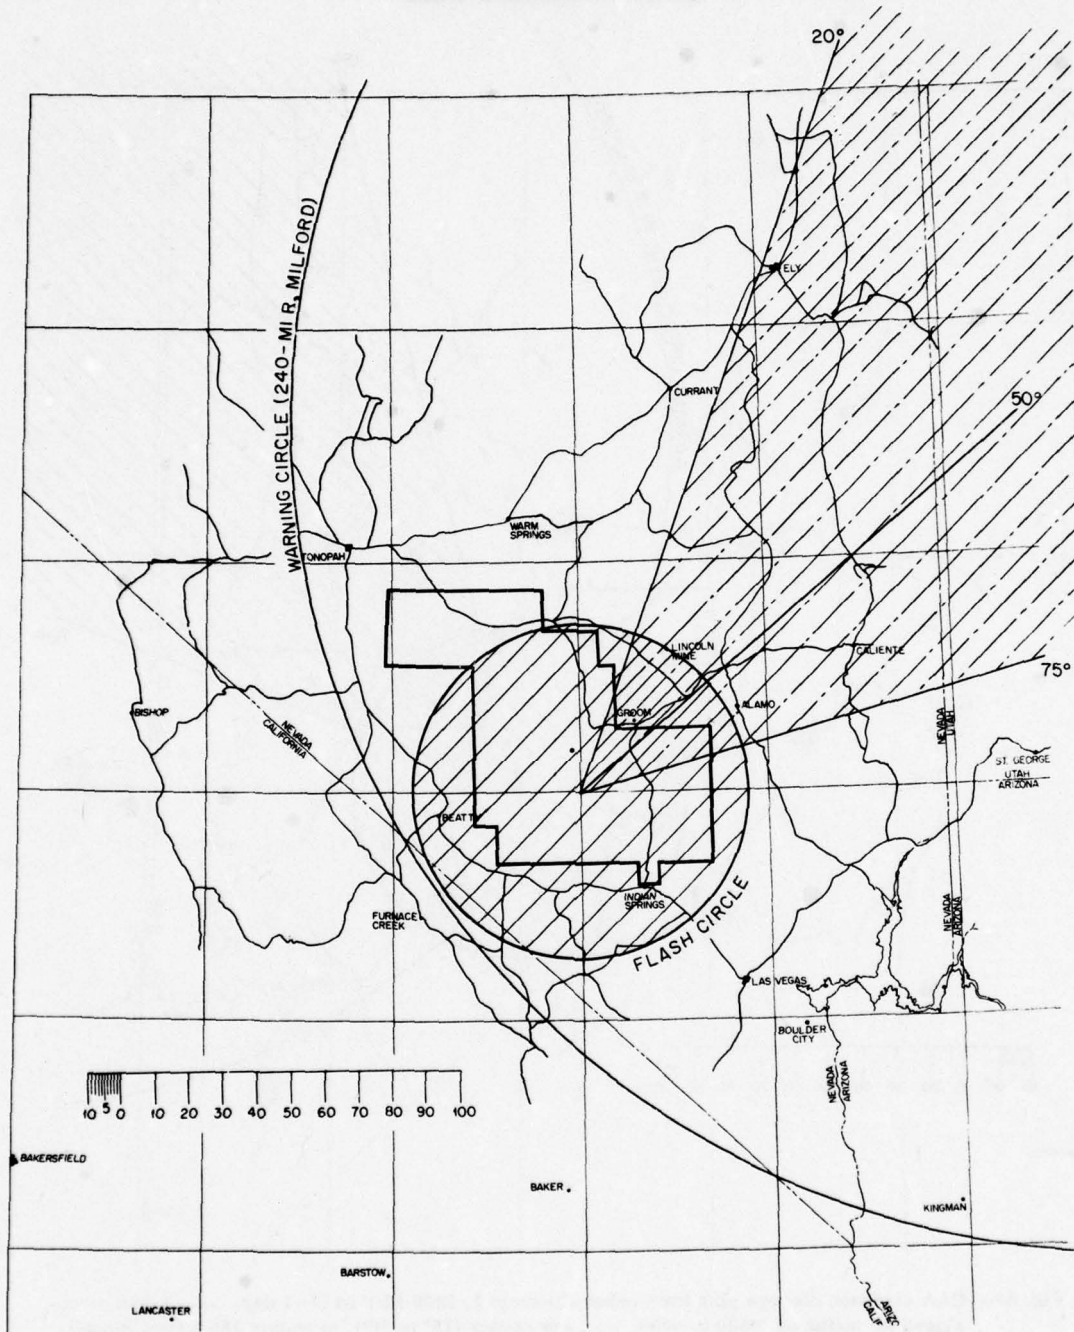 20°
WARNING CIRCLE (240-MI R, MILFORD)
ELY
CURRANT
50°
WARM
SPRINGS
TONOPAH
LINCOLN
MINE
CALIENTE
75°
BISHOP
NEVADA
CALIFORNIA
GROOM
ALAMO
NEVADA
UTAH
ST. GEORGE
UTAH
ARIZONA
BEATTY
INDIAN
SPRINGS
FURNACE
CREEK
FLASH CIRCLE
NEVADA
ARIZONA
LAS VEGAS
BOULDER
CITY
NEVADA
ARIZONA
10 5 0 10 20 30 40 50 60 70 80 90 100
BAKERSFIELD
BAKER
KINGMAN
BARSTOW
LANCASTER
ARIZ
CALIF